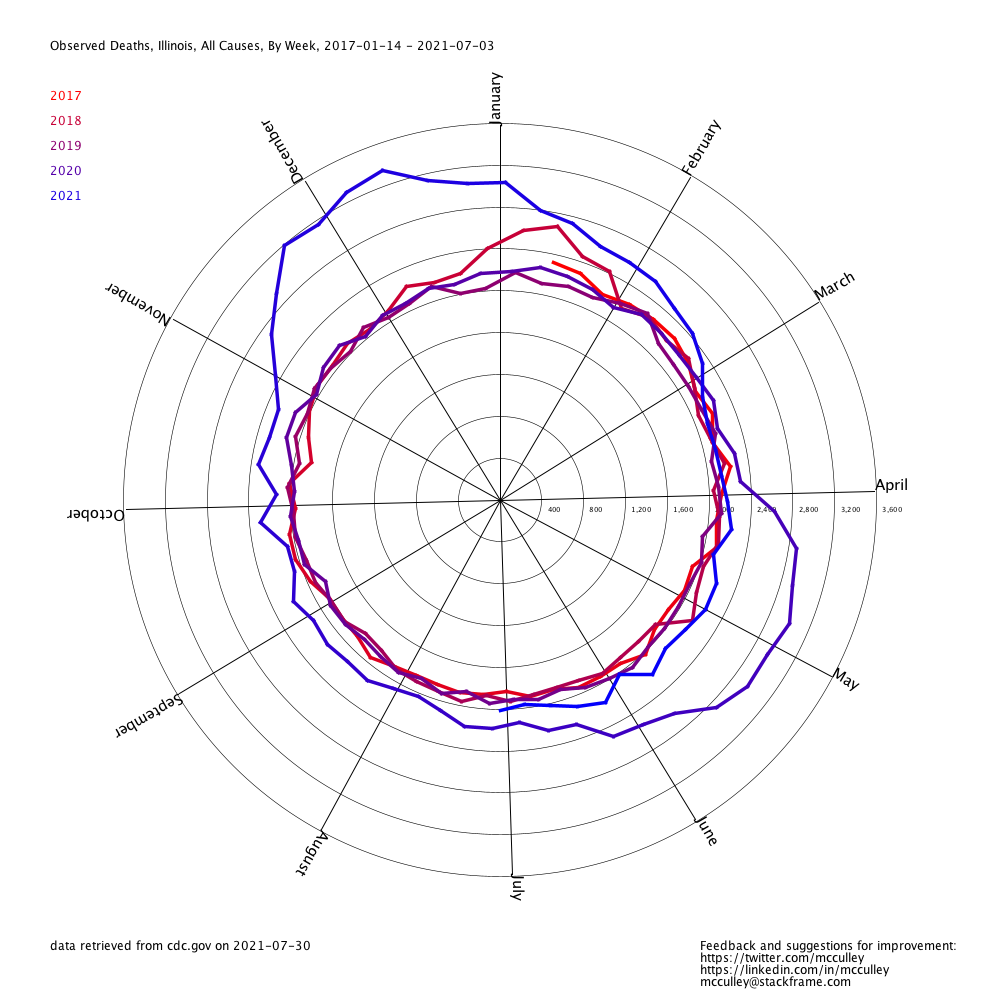 Observed Deaths, Illinois, All Causes, By Week, 2017-01-14 - 2021-07-03
2017
2018
2019
2020
2021
January
February
March
April
May
June
July
August
September
October
November
December
400
800
1,200
1,600
2,000
2,400
2,800
3,200
3,600
data retrieved from cdc.gov on 2021-07-30
Feedback and suggestions for improvement:
https://twitter.com/mcculley
https://linkedin.com/in/mcculley
mcculley@stackframe.com